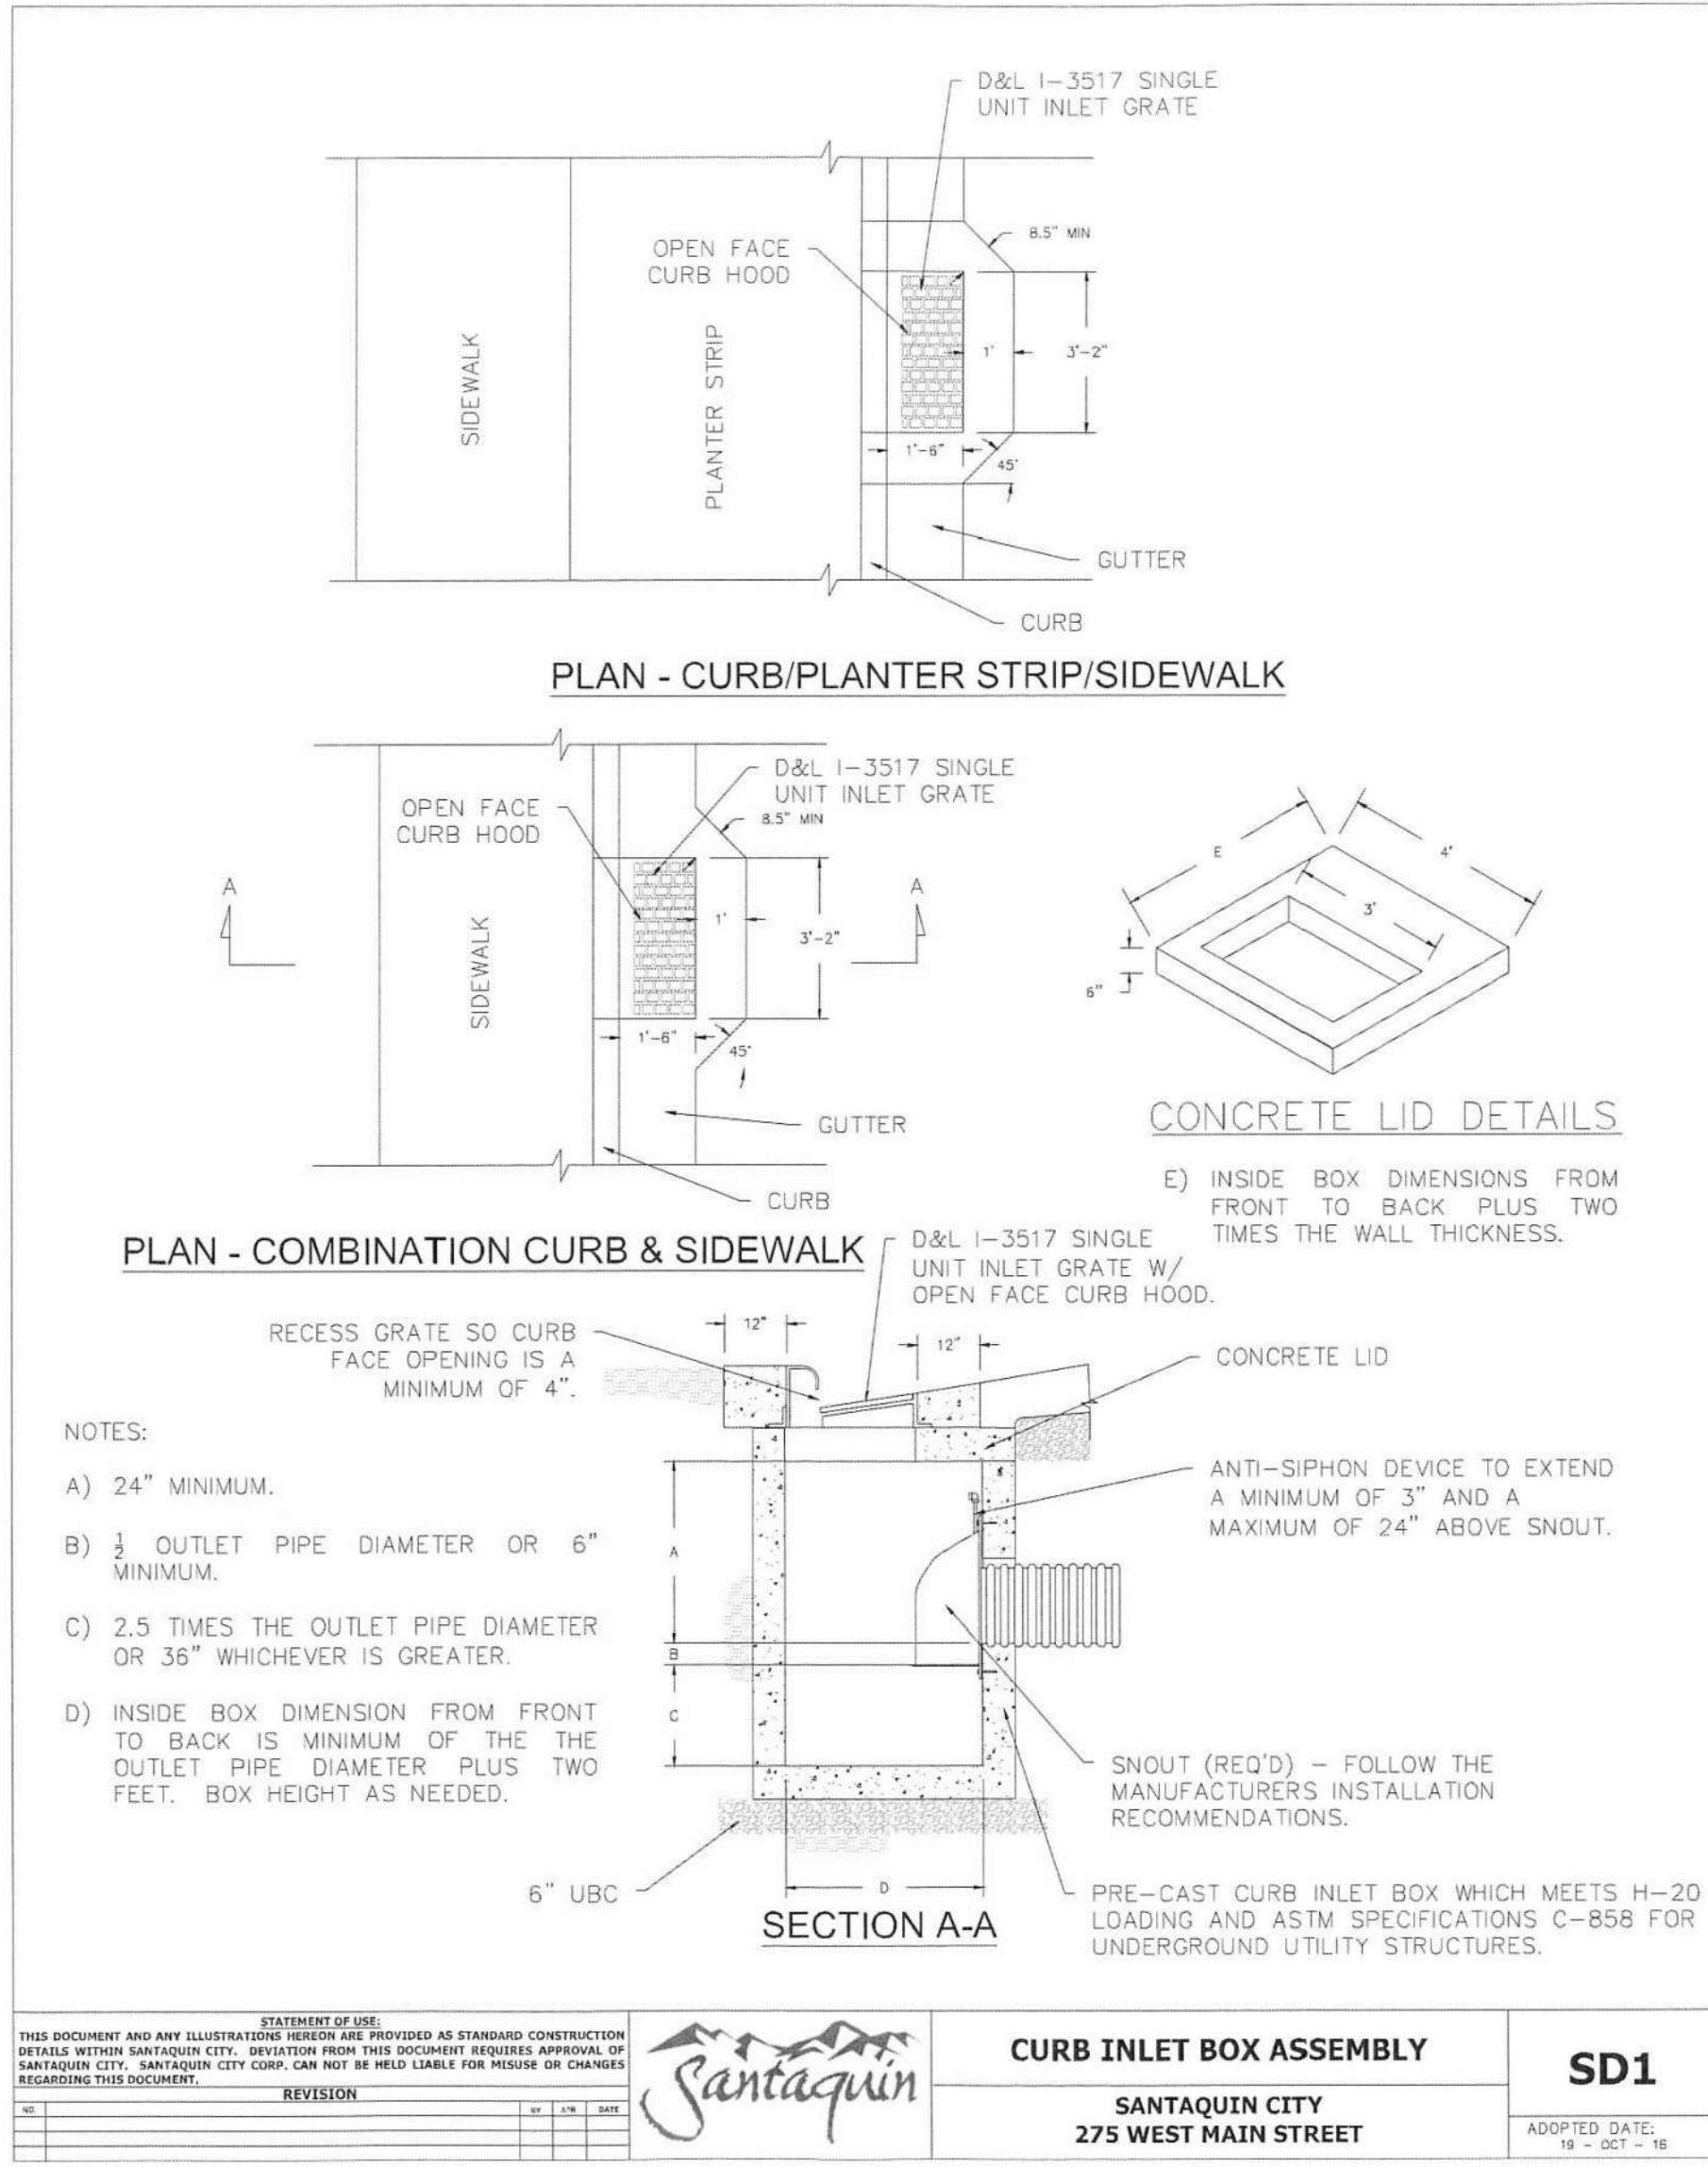 D&L I-3517 SINGLE
UNIT INLET GRATE
8.5" MIN
OPEN FACE
CURB HOOD
SIDEWALK
PLANTER STRIP
1'
3'-2"
1'-6"
45°
GUTTER
CURB
PLAN - CURB/PLANTER STRIP/SIDEWALK
D&L I-3517 SINGLE
UNIT INLET GRATE
8.5" MIN
OPEN FACE
CURB HOOD
A
A
SIDEWALK
1'
3'-2"
1'-6"
45°
GUTTER
CURB
PLAN - COMBINATION CURB & SIDEWALK
E
4'
3'
6"
CONCRETE LID DETAILS
E) INSIDE BOX DIMENSIONS FROM
FRONT TO BACK PLUS TWO
TIMES THE WALL THICKNESS.
D&L I-3517 SINGLE
UNIT INLET GRATE W/
OPEN FACE CURB HOOD.
RECESS GRATE SO CURB
FACE OPENING IS A
MINIMUM OF 4".
12"
12"
CONCRETE LID
NOTES:
A) 24" MINIMUM.
B) ½ OUTLET PIPE DIAMETER OR 6"
MINIMUM.
C) 2.5 TIMES THE OUTLET PIPE DIAMETER
OR 36" WHICHEVER IS GREATER.
D) INSIDE BOX DIMENSION FROM FRONT
TO BACK IS MINIMUM OF THE THE
OUTLET PIPE DIAMETER PLUS TWO
FEET. BOX HEIGHT AS NEEDED.
ANTI-SIPHON DEVICE TO EXTEND
A MINIMUM OF 3" AND A
MAXIMUM OF 24" ABOVE SNOUT.
A
B
C
D
SNOUT (REQ'D) - FOLLOW THE
MANUFACTURERS INSTALLATION
RECOMMENDATIONS.
6" UBC
SECTION A-A
PRE-CAST CURB INLET BOX WHICH MEETS H-20
LOADING AND ASTM SPECIFICATIONS C-858 FOR
UNDERGROUND UTILITY STRUCTURES.
STATEMENT OF USE:
THIS DOCUMENT AND ANY ILLUSTRATIONS HEREON ARE PROVIDED AS STANDARD CONSTRUCTION
DETAILS WITHIN SANTAQUIN CITY. DEVIATION FROM THIS DOCUMENT REQUIRES APPROVAL OF
SANTAQUIN CITY. SANTAQUIN CITY CORP. CAN NOT BE HELD LIABLE FOR MISUSE OR CHANGES
REGARDING THIS DOCUMENT.
REVISION
NO. BY APR DATE
Santaquin
CURB INLET BOX ASSEMBLY
SANTAQUIN CITY
275 WEST MAIN STREET
SD1
ADOPTED DATE:
19 - OCT - 16